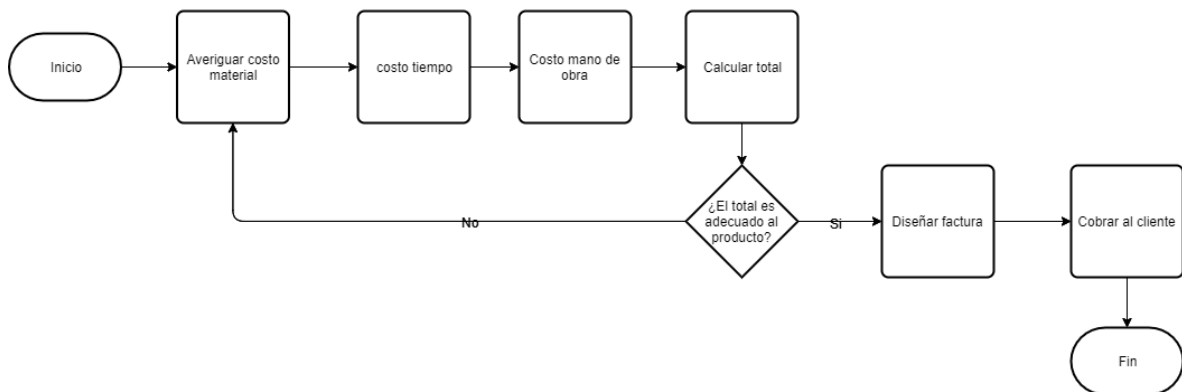 Inicio
Averiguar costo
material
costo tiempo
Costo mano de
obra
Calcular total
¿El total es
adecuado al
producto?
No
Si
Diseñar factura
Cobrar al cliente
Fin